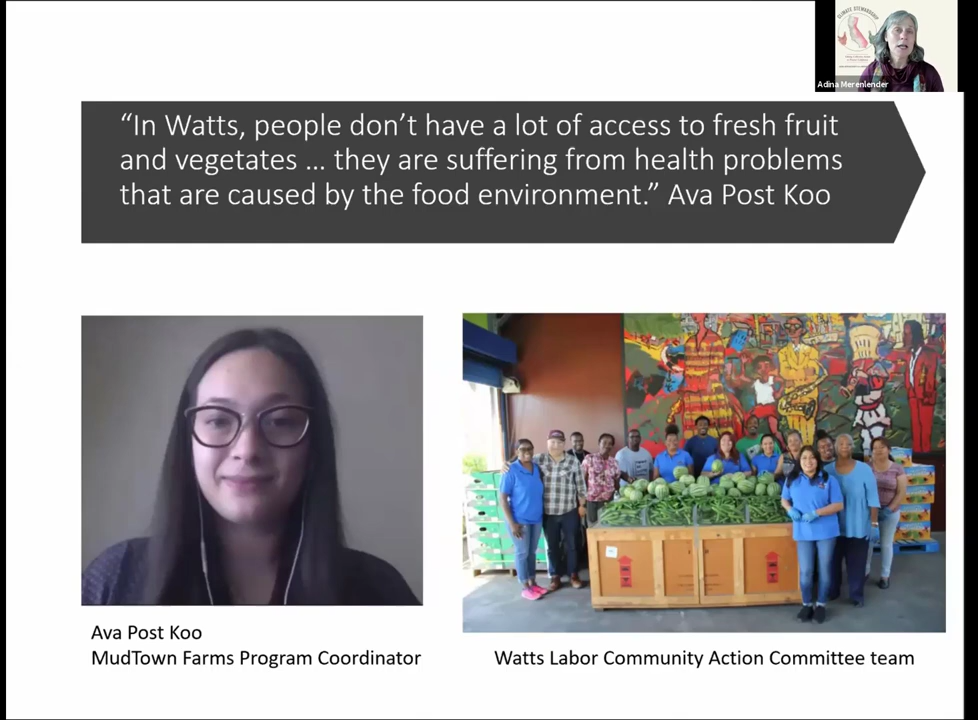 CLIMATE STEWARDSHIP
Adina Merenlender
“In Watts, people don’t have a lot of access to fresh fruit
and vegetates … they are suffering from health problems
that are caused by the food environment.” Ava Post Koo
Ava Post Koo
MudTown Farms Program Coordinator
Watts Labor Community Action Committee team